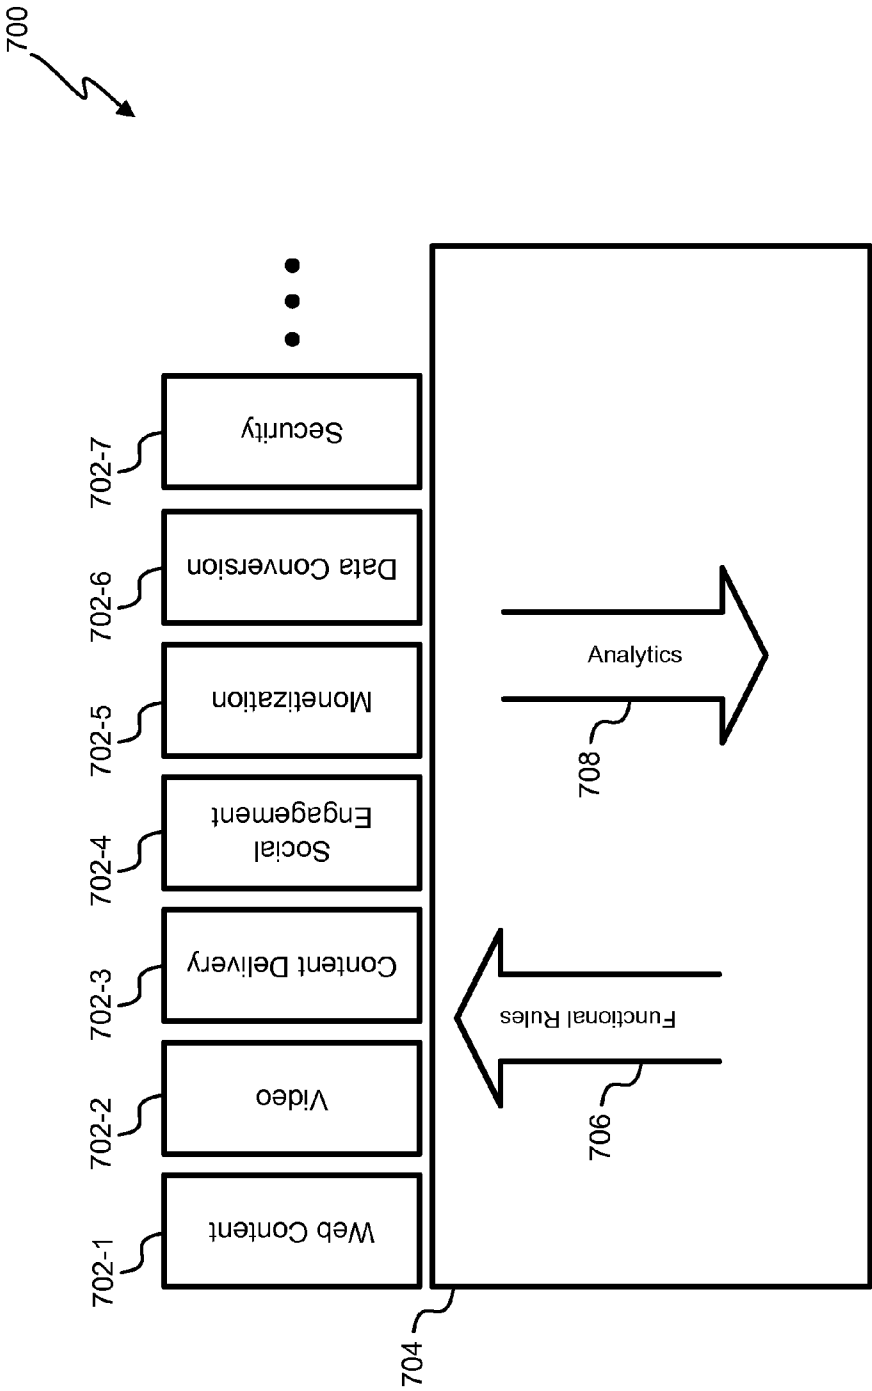 700
702-1
702-2
702-3
702-4
702-5
702-6
702-7
Web Content
Video
Content Delivery
Social
Engagement
Monetization
Data Conversion
Security
704
706
Functional Rules
708
Analytics